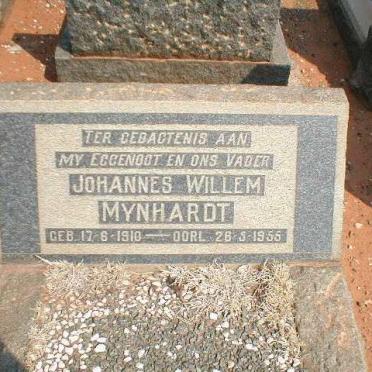 TER GEDAGTENIS AAN
MY EGGENOOT EN ONS VADER
JOHANNES WILLEM
MYNHARDT
GEB. 17-6-1910 — OORL. 26-3-1955